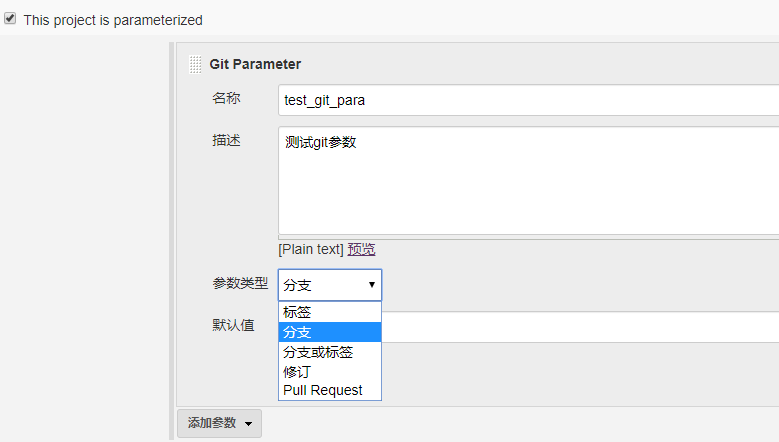 This project is parameterized
Git Parameter
名称
test_git_para
描述
测试git参数
[Plain text] 预览
参数类型
分支
标签
默认值
分支
分支或标签
修订
Pull Request
添加参数